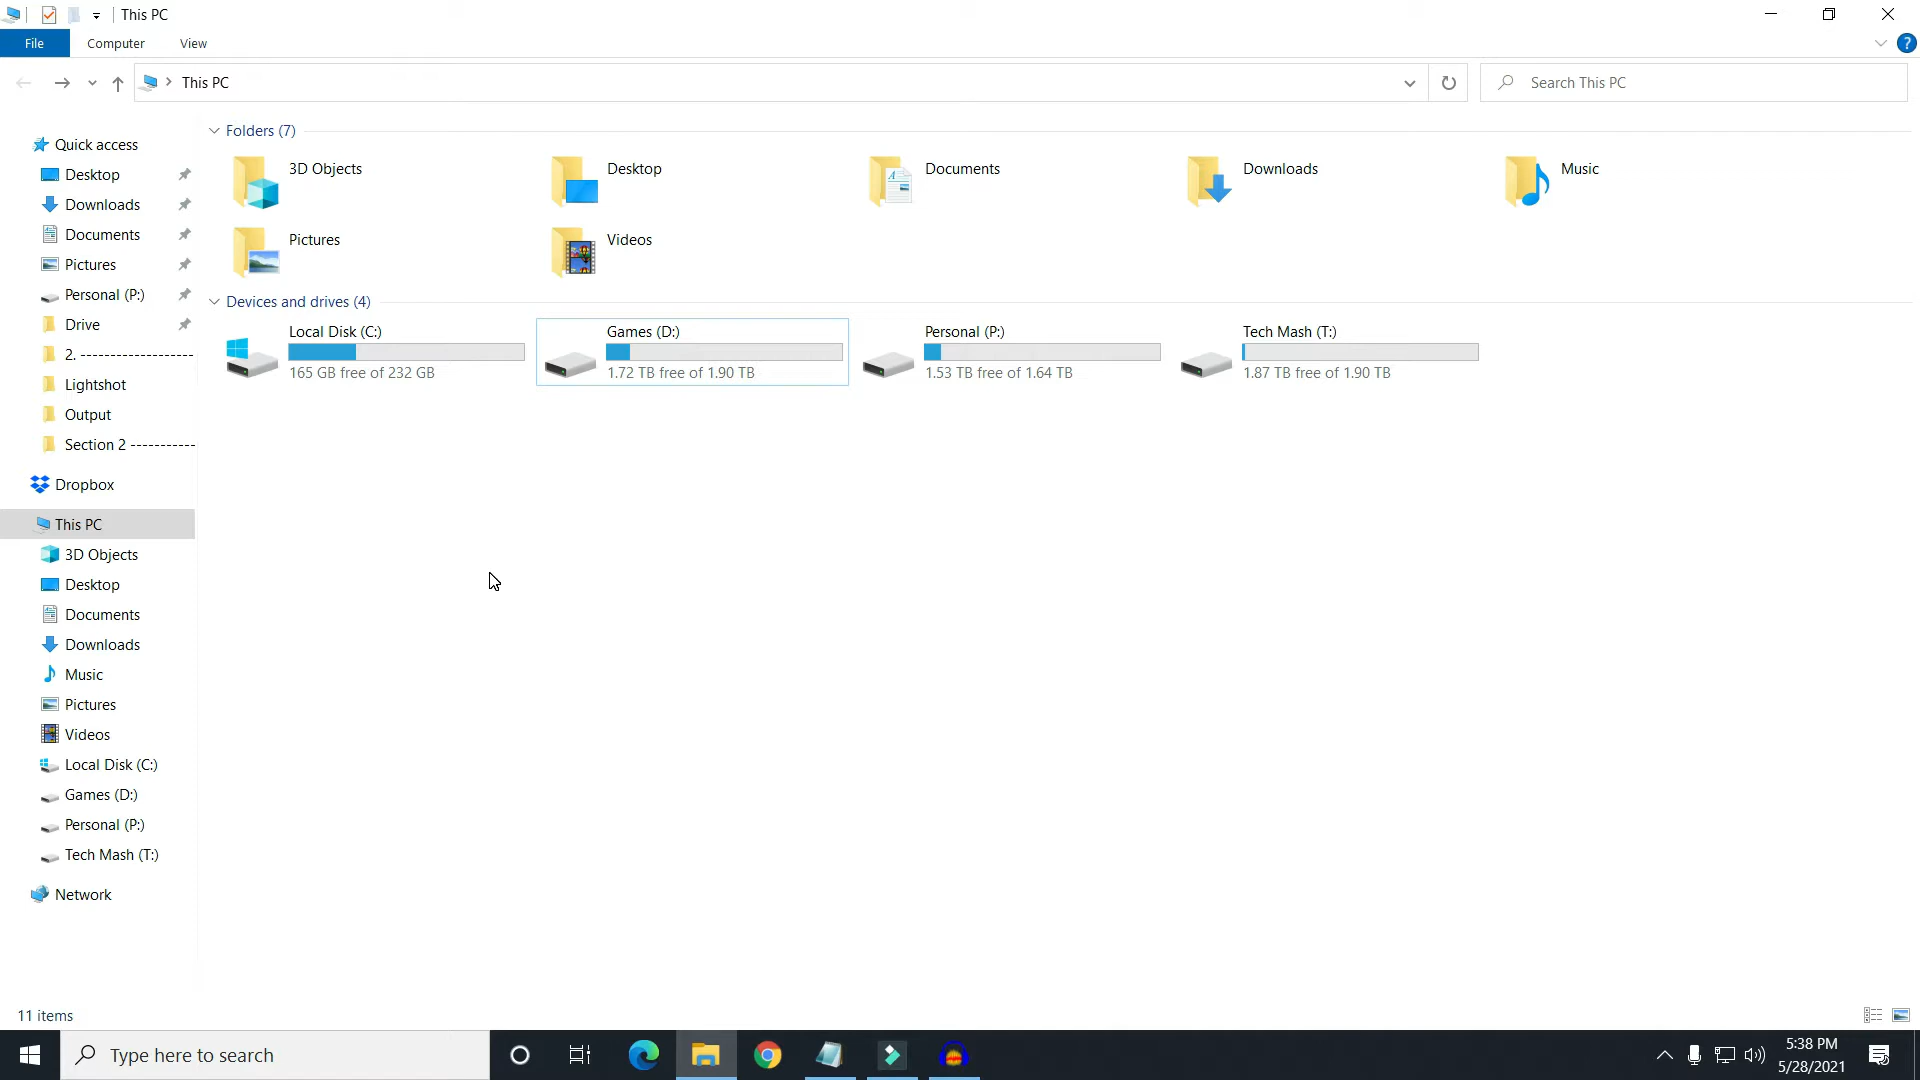 This PC
File Computer View
This PC
Search This PC
Quick access
Desktop
Downloads
Documents
Pictures
Personal (P:)
Drive
2. -------------------
Lightshot
Output
Section 2 -----------
Dropbox
This PC
3D Objects
Desktop
Documents
Downloads
Music
Pictures
Videos
Local Disk (C:)
Games (D:)
Personal (P:)
Tech Mash (T:)
Network
Folders (7)
3D Objects
Desktop
Documents
Downloads
Music
Pictures
Videos
Devices and drives (4)
Local Disk (C:)
165 GB free of 232 GB
Games (D:)
1.72 TB free of 1.90 TB
Personal (P:)
1.53 TB free of 1.64 TB
Tech Mash (T:)
1.87 TB free of 1.90 TB
11 items
Type here to search
5:38 PM
5/28/2021